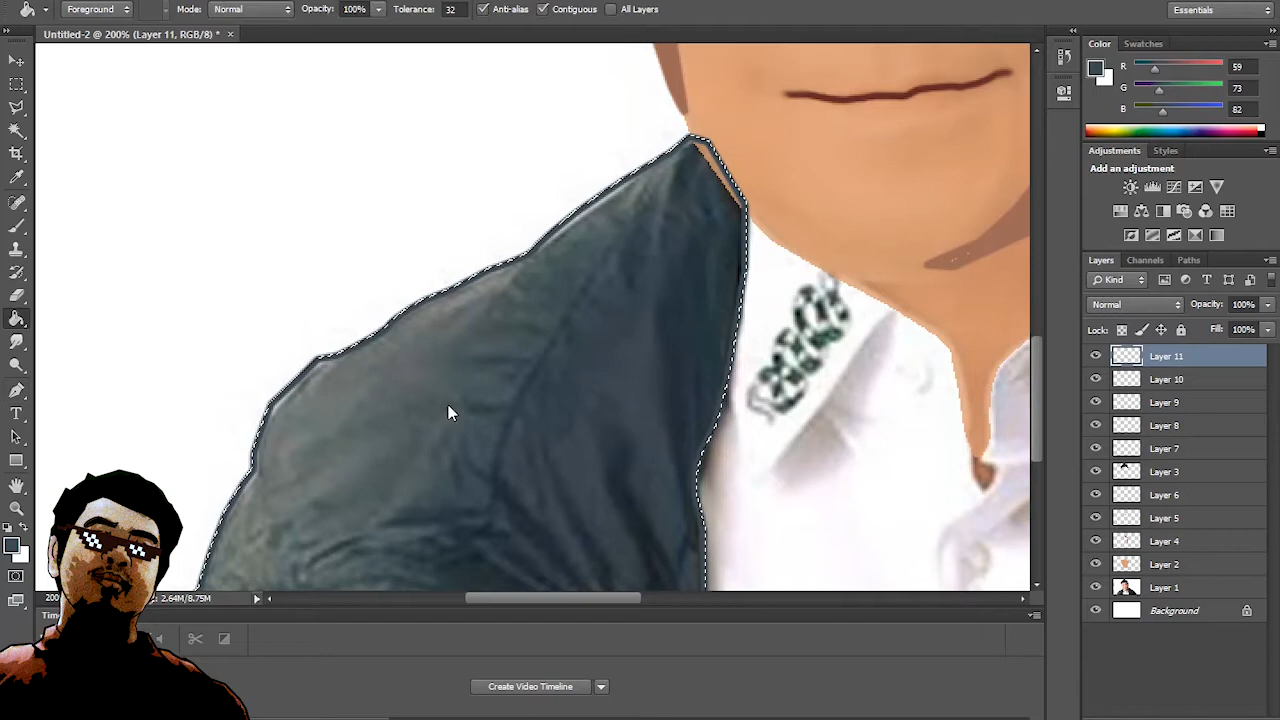 Foreground Mode: Normal Opacity: 100% Tolerance: 32 Anti-alias Contiguous All Layers Essentials
Untitled-2 @ 200% (Layer 11, RGB/8) * ×
Color Swatches
R 59
G 73
B 82
Adjustments Styles
Add an adjustment
Layers Channels Paths
Kind
Normal Opacity: 100%
Lock: Fill: 100%
Layer 11
Layer 10
Layer 9
Layer 8
Layer 7
Layer 3
Layer 6
Layer 5
Layer 4
Layer 2
Layer 1
Background
2.64M/8.75M
Create Video Timeline